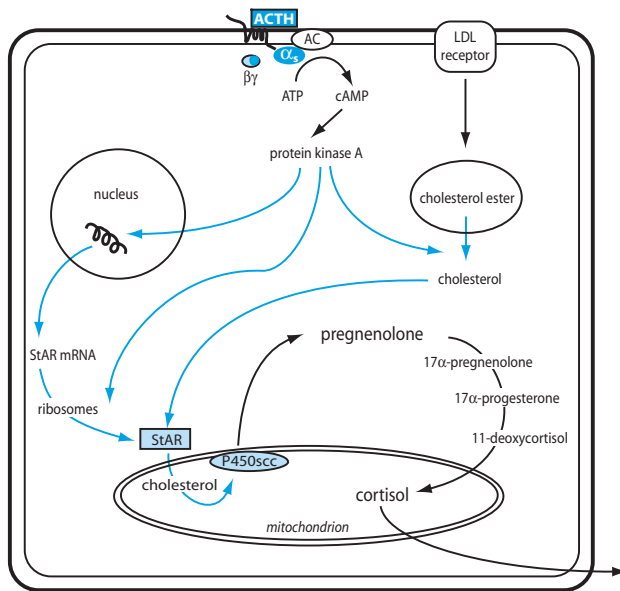 ACTH
AC
αs
βγ
ATP
cAMP
LDL
receptor
protein kinase A
nucleus
cholesterol ester
cholesterol
StAR mRNA
ribosomes
pregnenolone
17α-pregnenolone
17α-progesterone
11-deoxycortisol
StAR
P450scc
cholesterol
cortisol
mitochondrion